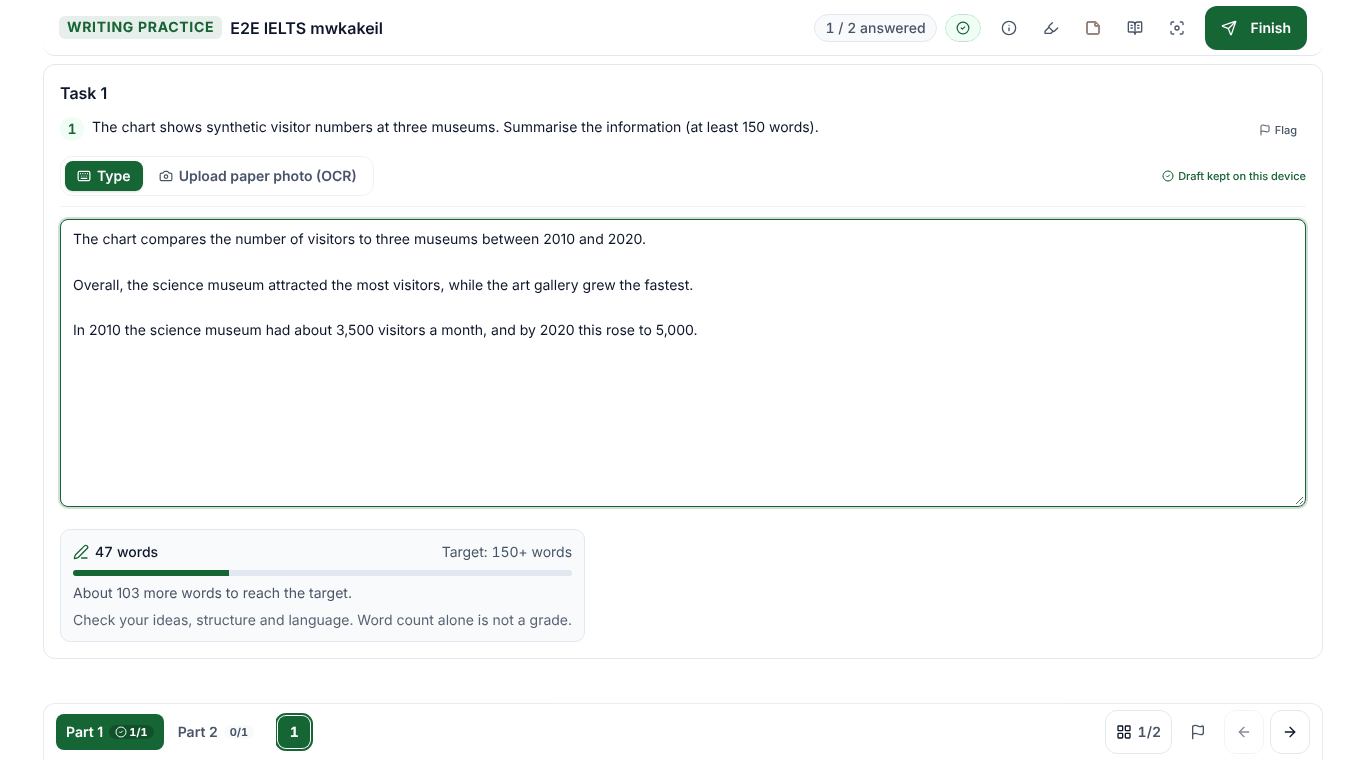 WRITING PRACTICE E2E IELTS mwkakeil 1 / 2 answered Finish
Task 1
1 The chart shows synthetic visitor numbers at three museums. Summarise the information (at least 150 words). Flag
Type Upload paper photo (OCR) Draft kept on this device
The chart compares the number of visitors to three museums between 2010 and 2020.
Overall, the science museum attracted the most visitors, while the art gallery grew the fastest.
In 2010 the science museum had about 3,500 visitors a month, and by 2020 this rose to 5,000.
47 words Target: 150+ words
About 103 more words to reach the target.
Check your ideas, structure and language. Word count alone is not a grade.
Part 1 1/1 Part 2 0/1 1 1/2